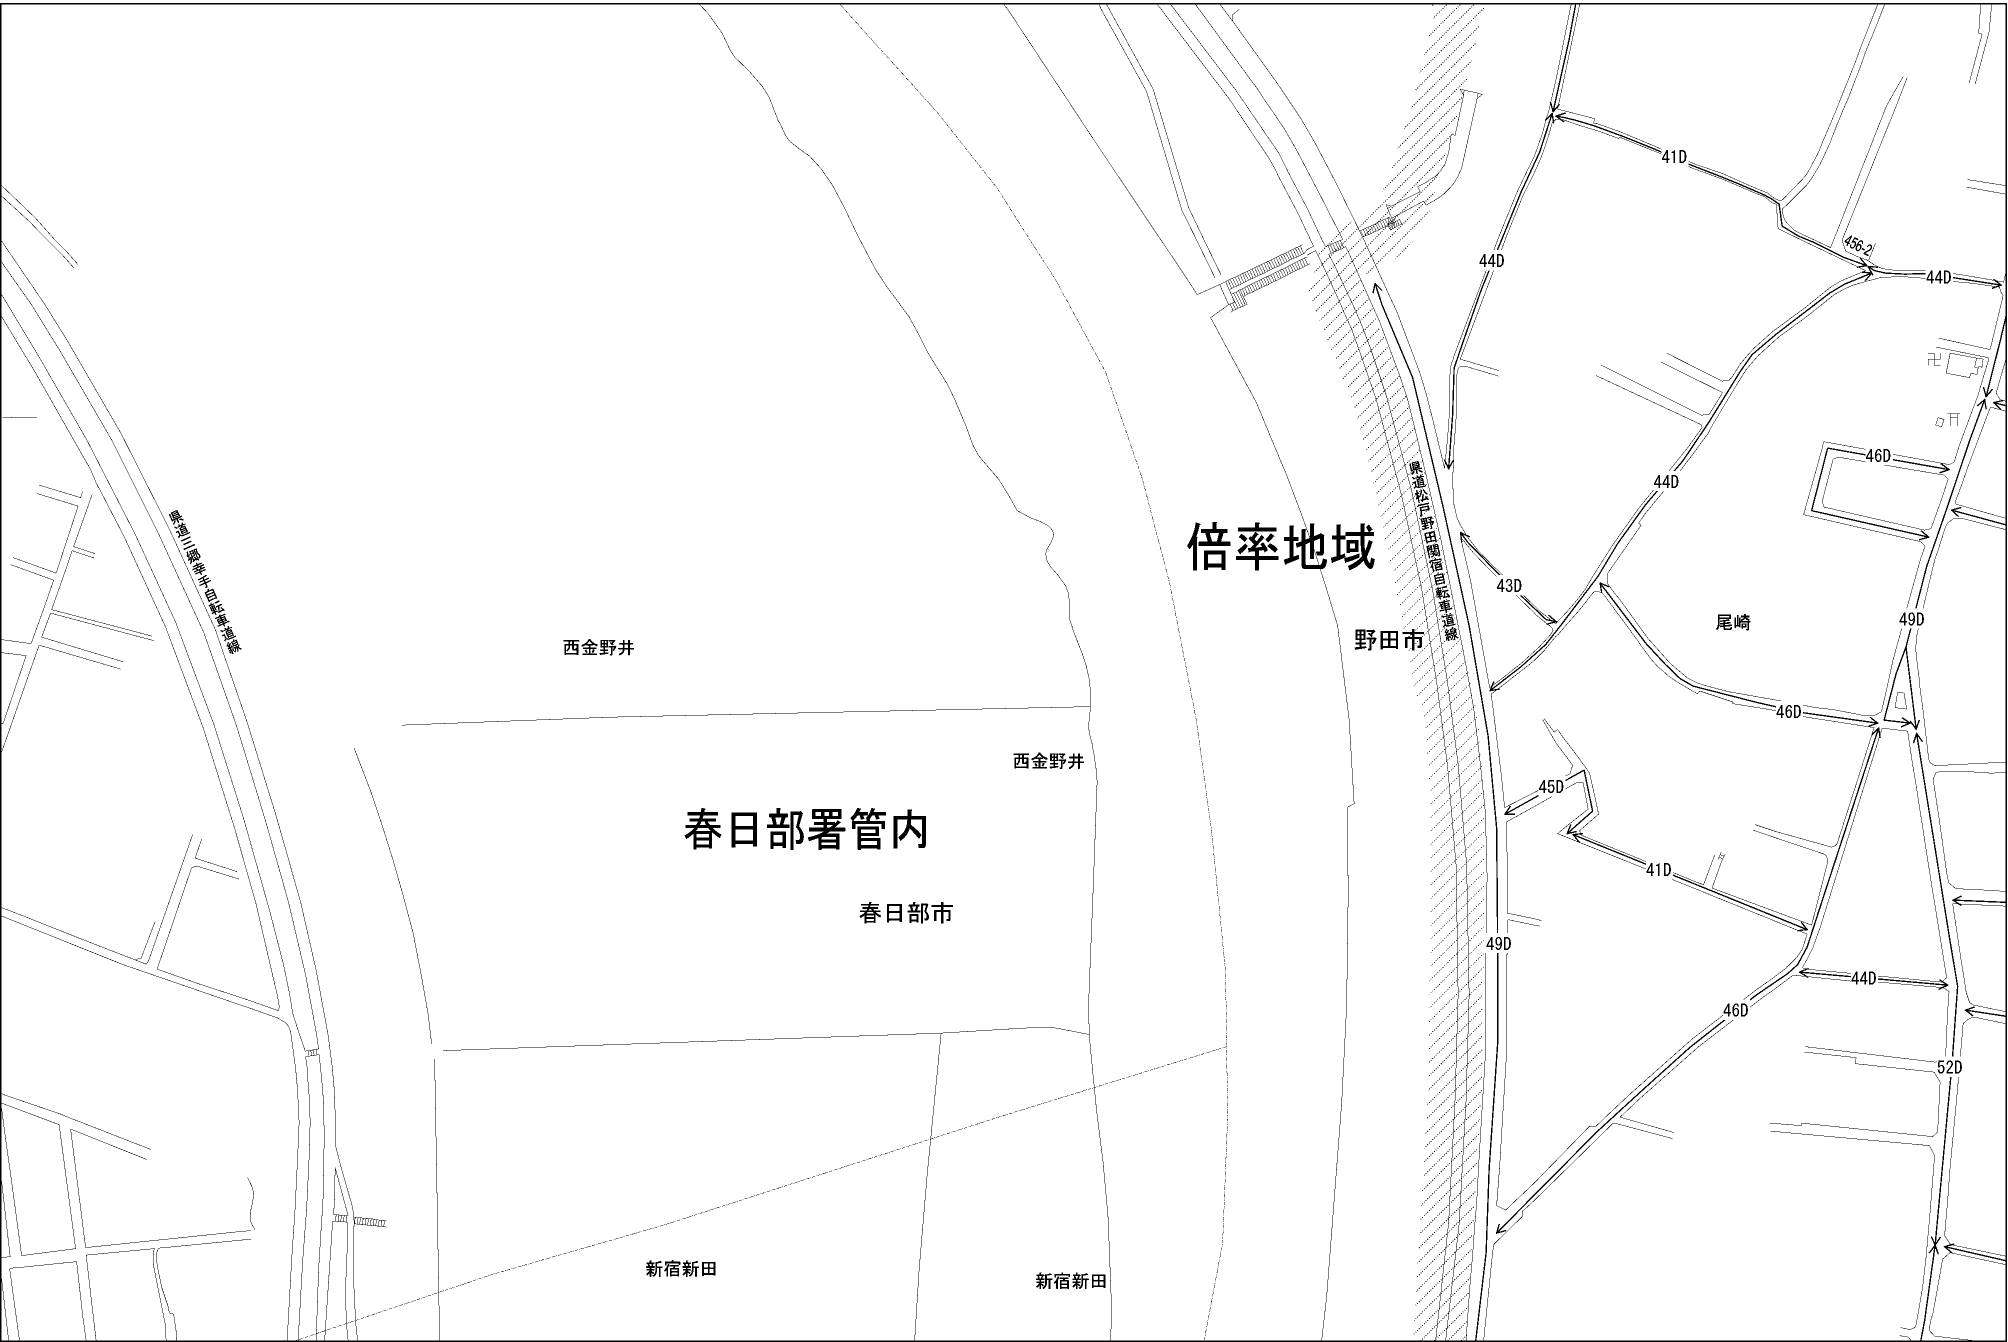 41D
456-2
44D
44D
46D
県道松戸野田関宿自転車道線
44D
県道三郷幸手自転車道線
倍率地域
43D
49D
尾崎
野田市
西金野井
46D
西金野井
45D
春日部署管内
41D
春日部市
49D
44D
46D
52D
新宿新田
新宿新田